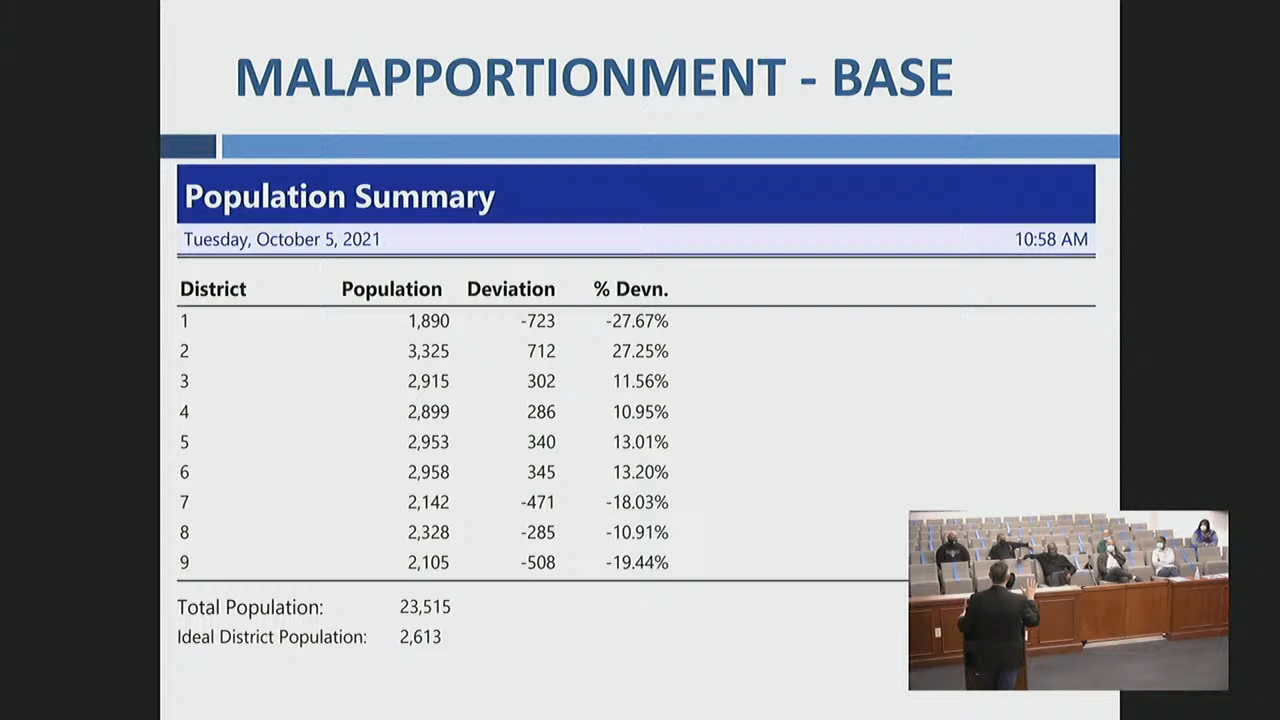 MALAPPORTIONMENT - BASE
Population Summary
Tuesday, October 5, 2021 10:58 AM
District Population Deviation % Devn.
1 1,890 -723 -27.67%
2 3,325 712 27.25%
3 2,915 302 11.56%
4 2,899 286 10.95%
5 2,953 340 13.01%
6 2,958 345 13.20%
7 2,142 -471 -18.03%
8 2,328 -285 -10.91%
9 2,105 -508 -19.44%
Total Population: 23,515
Ideal District Population: 2,613